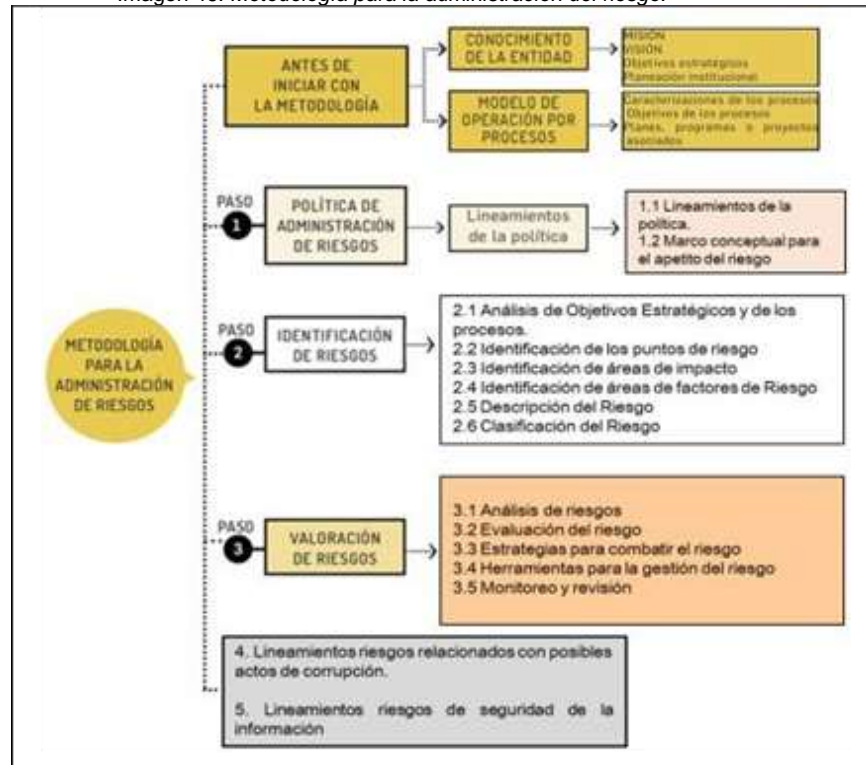 Metodología para la administración del riesgo.
ANTES DE
INICIAR CON
LA METODOLOGÍA
CONOCIMIENTO
DE LA ENTIDAD
MISIÓN
VISIÓN
Objetivos estratégicos
Planeación institucional
MODELO DE
OPERACIÓN POR
PROCESOS
Caracterizaciones de los procesos
Objetivos de los procesos
Planes, programas o proyectos
asociados
METODOLOGÍA
PARA LA
ADMINISTRACIÓN
DE RIESGOS
PASO
1
POLÍTICA DE
ADMINISTRACIÓN
DE RIESGOS
Lineamientos
de la política
1.1 Lineamientos de la
política.
1.2 Marco conceptual para
el apetito del riesgo
PASO
2
IDENTIFICACIÓN
DE RIESGOS
2.1 Análisis de Objetivos Estratégicos y de los
procesos.
2.2 Identificación de los puntos de riesgo
2.3 Identificación de áreas de impacto
2.4 Identificación de áreas de factores de Riesgo
2.5 Descripción del Riesgo
2.6 Clasificación del Riesgo
PASO
3
VALORACIÓN
DE RIESGOS
3.1 Análisis de riesgos
3.2 Evaluación del riesgo
3.3 Estrategias para combatir el riesgo
3.4 Herramientas para la gestión del riesgo
3.5 Monitoreo y revisión
4. Lineamientos riesgos relacionados con posibles
actos de corrupción.
5. Lineamientos riesgos de seguridad de la
información